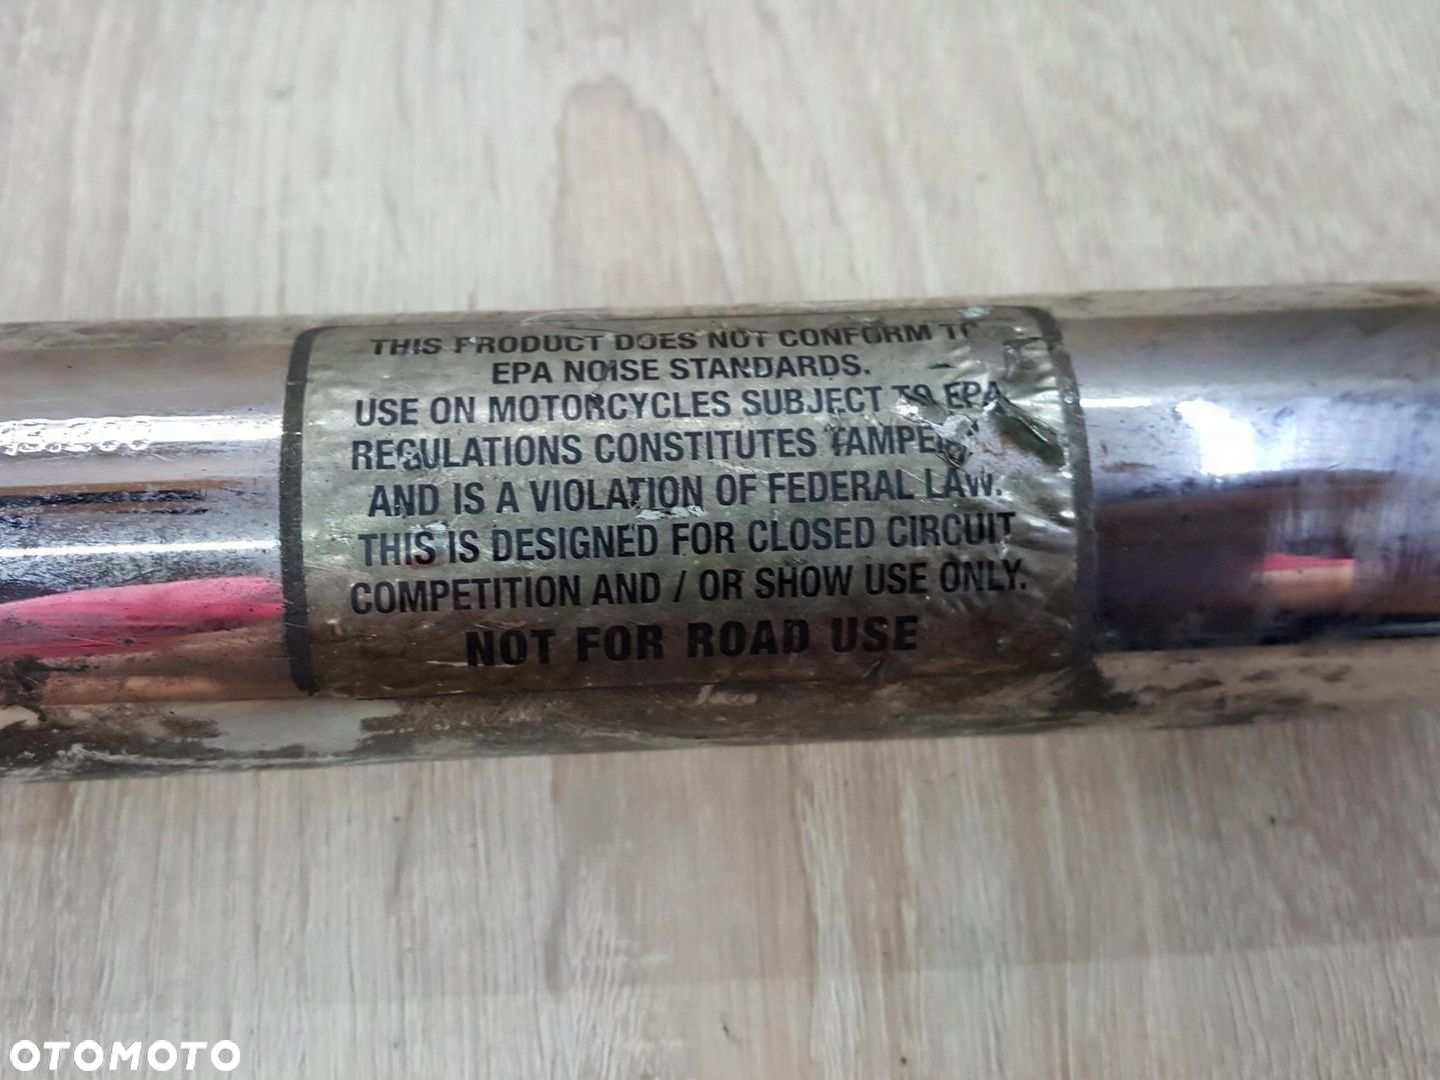 THIS PRODUCT DOES NOT CONFORM TO
EPA NOISE STANDARDS.
USE ON MOTORCYCLES SUBJECT TO EPA
REGULATIONS CONSTITUTES
AND IS A VIOLATION OF FEDERAL LAW.
THIS IS DESIGNED FOR CLOSED CIRCUIT
COMPETITION AND / OR SHOW USE ONLY.
NOT FOR ROAD USE
OTOMOTO